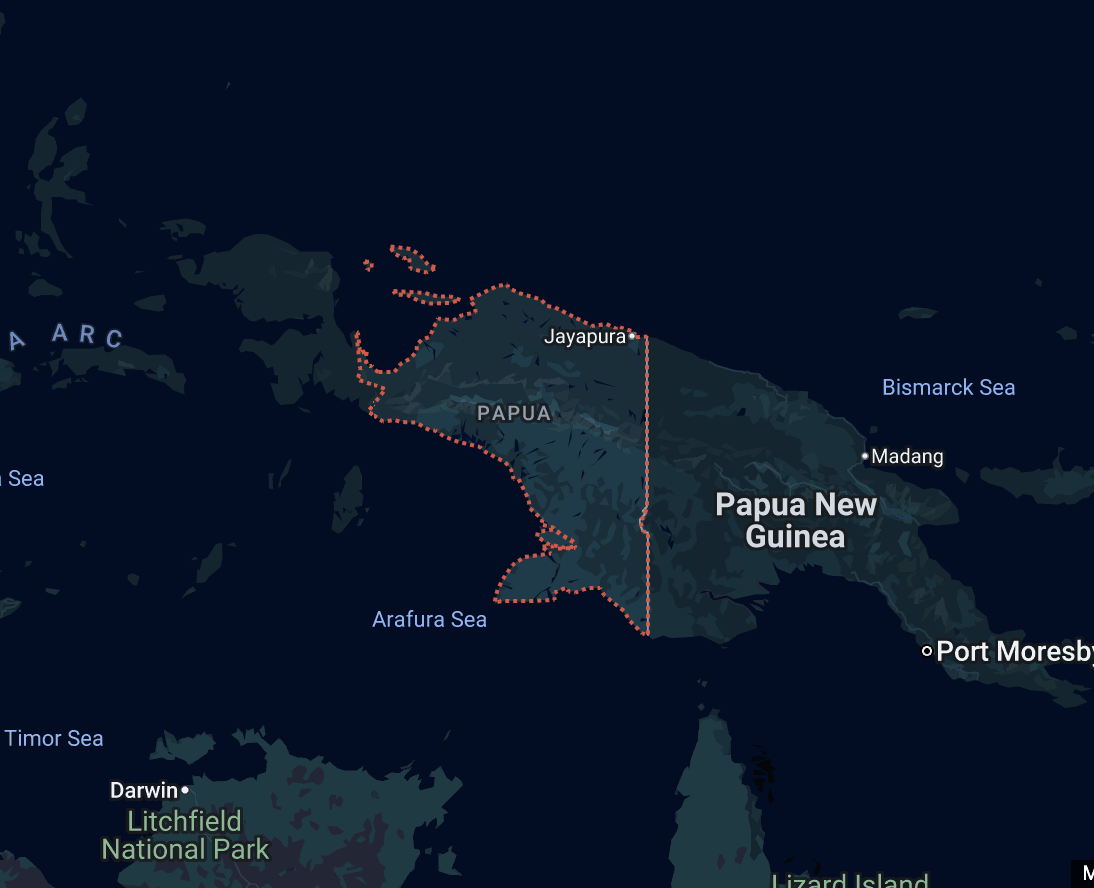 A ARC
Jayapura
Bismarck Sea
PAPUA
Madang
Sea
Papua New
Guinea
Arafura Sea
Port Moresby
Timor Sea
Darwin
Litchfield
National Park
Lizard Island
M